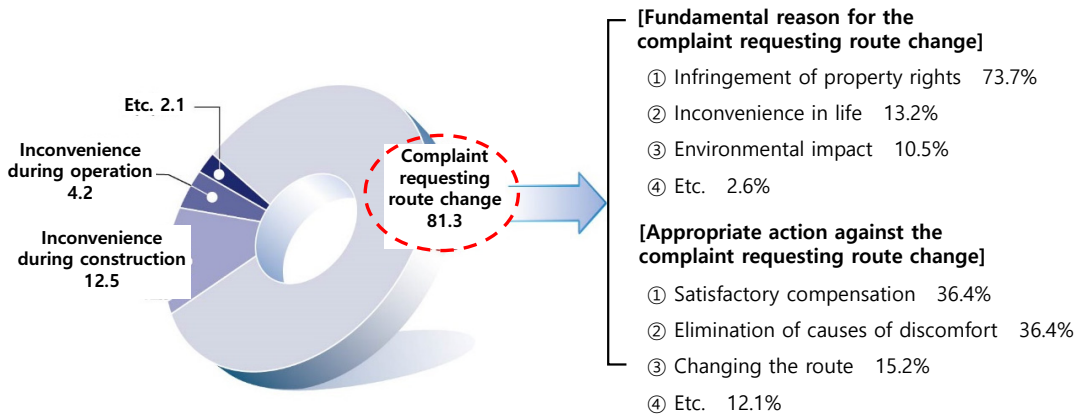 Etc. 2.1
Inconvenience
during operation
4.2
Inconvenience
during construction
12.5
Complaint
requesting
route change
81.3
[Fundamental reason for the
complaint requesting route change]
① Infringement of property rights 73.7%
② Inconvenience in life 13.2%
③ Environmental impact 10.5%
④ Etc. 2.6%
[Appropriate action against the
complaint requesting route change]
① Satisfactory compensation 36.4%
② Elimination of causes of discomfort 36.4%
③ Changing the route 15.2%
④ Etc. 12.1%